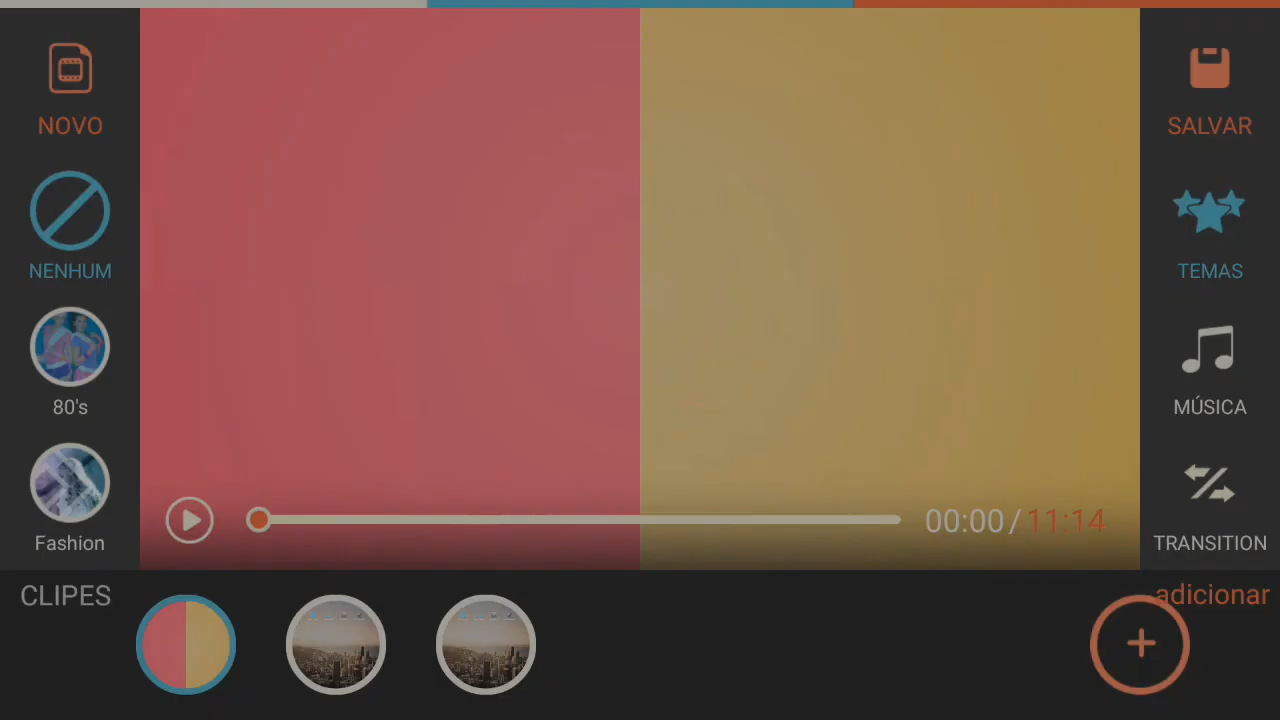 NOVO
SALVAR
NENHUM
TEMAS
80's
MÚSICA
Fashion
00:00/11:14
TRANSITION
CLIPES
adicionar